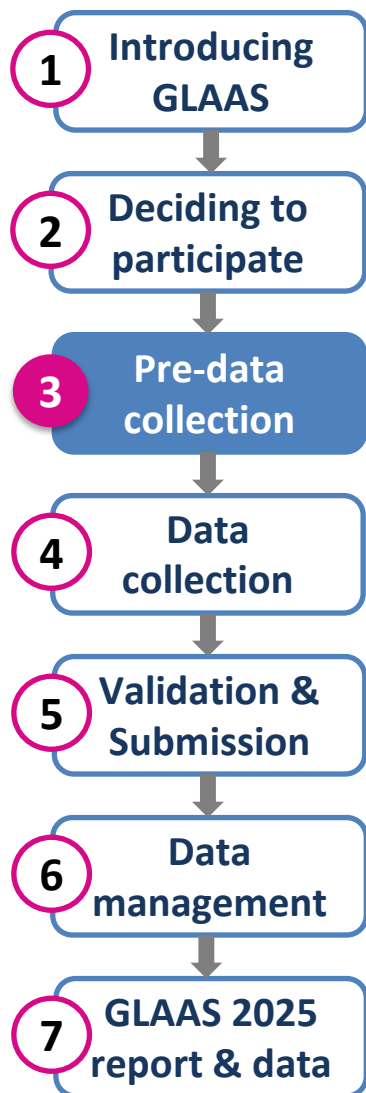 1
Introducing
GLAAS
2
Deciding to
participate
3
Pre-data
collection
4
Data
collection
5
Validation &
Submission
6
Data
management
7
GLAAS 2025
report & data